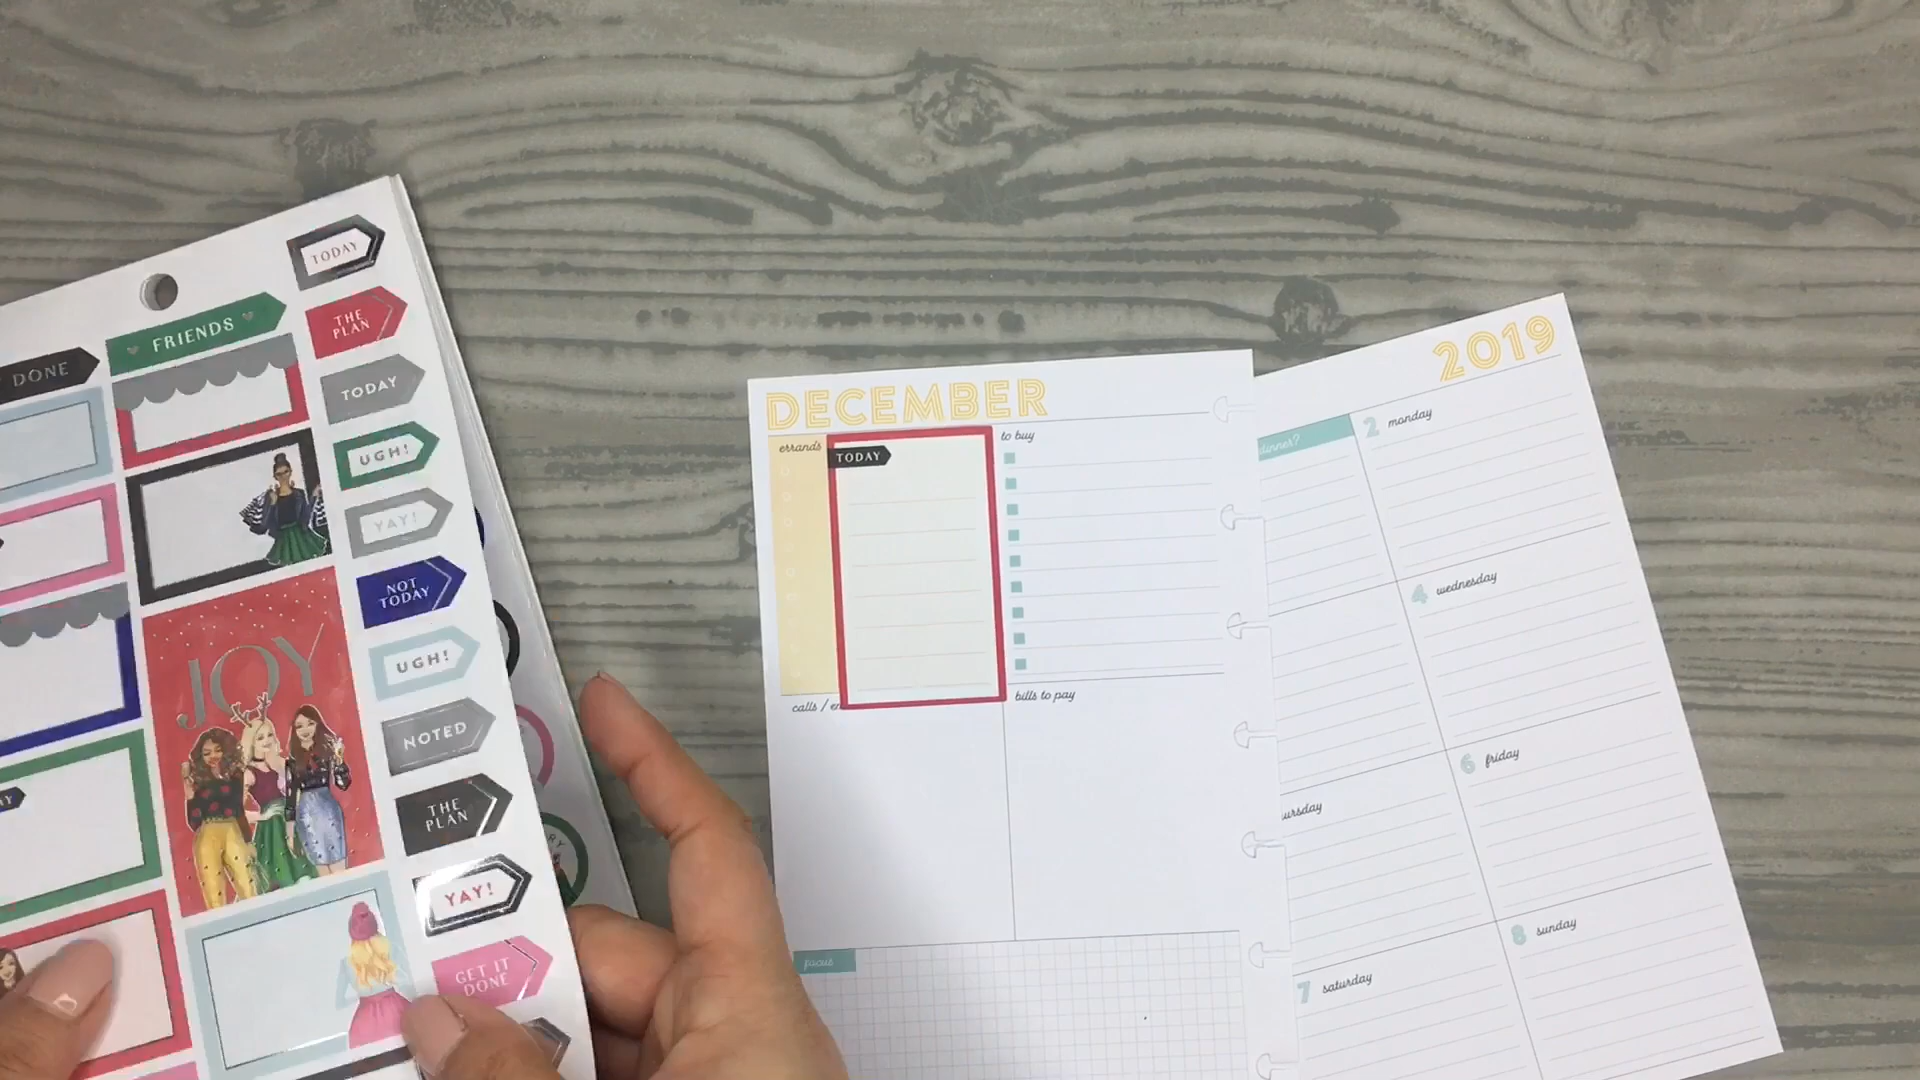 DONE
FRIENDS
JOY
TODAY
THE
PLAN
TODAY
UGH!
YAY!
NOT
TODAY
UGH!
NOTED
THE
PLAN
YAY!
GET IT
DONE
DECEMBER
errands
TODAY
to buy
calls / e
bills to pay
focus
2019
dinner?
2 monday
4 wednesday
6 friday
7 saturday
8 sunday